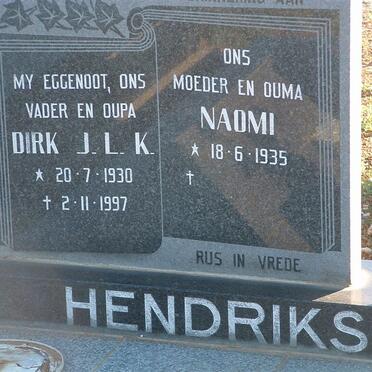 MY EGGENOOT, ONS
VADER EN OUPA
DIRK J. L. K.
★ 20-7-1930
✝ 2-11-1997
ONS
MOEDER EN OUMA
NAOMI
★ 18-6-1935
✝
RUS IN VREDE
HENDRIKS